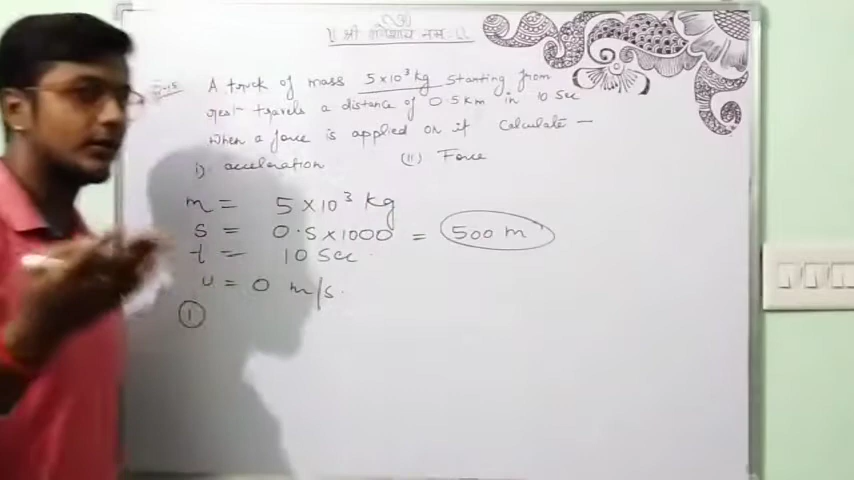 ॥ श्री गणेशाय नमः ॥
A truck of mass 5×10³ kg starting from
rest travels a distance of 0.5 km in 10 sec
when a force is applied on it Calculate —
i) acceleration (ii) Force
m = 5×10³ kg
s = 0.5×1000 = 500 m
t = 10 Sec
u = 0 m/s.
①